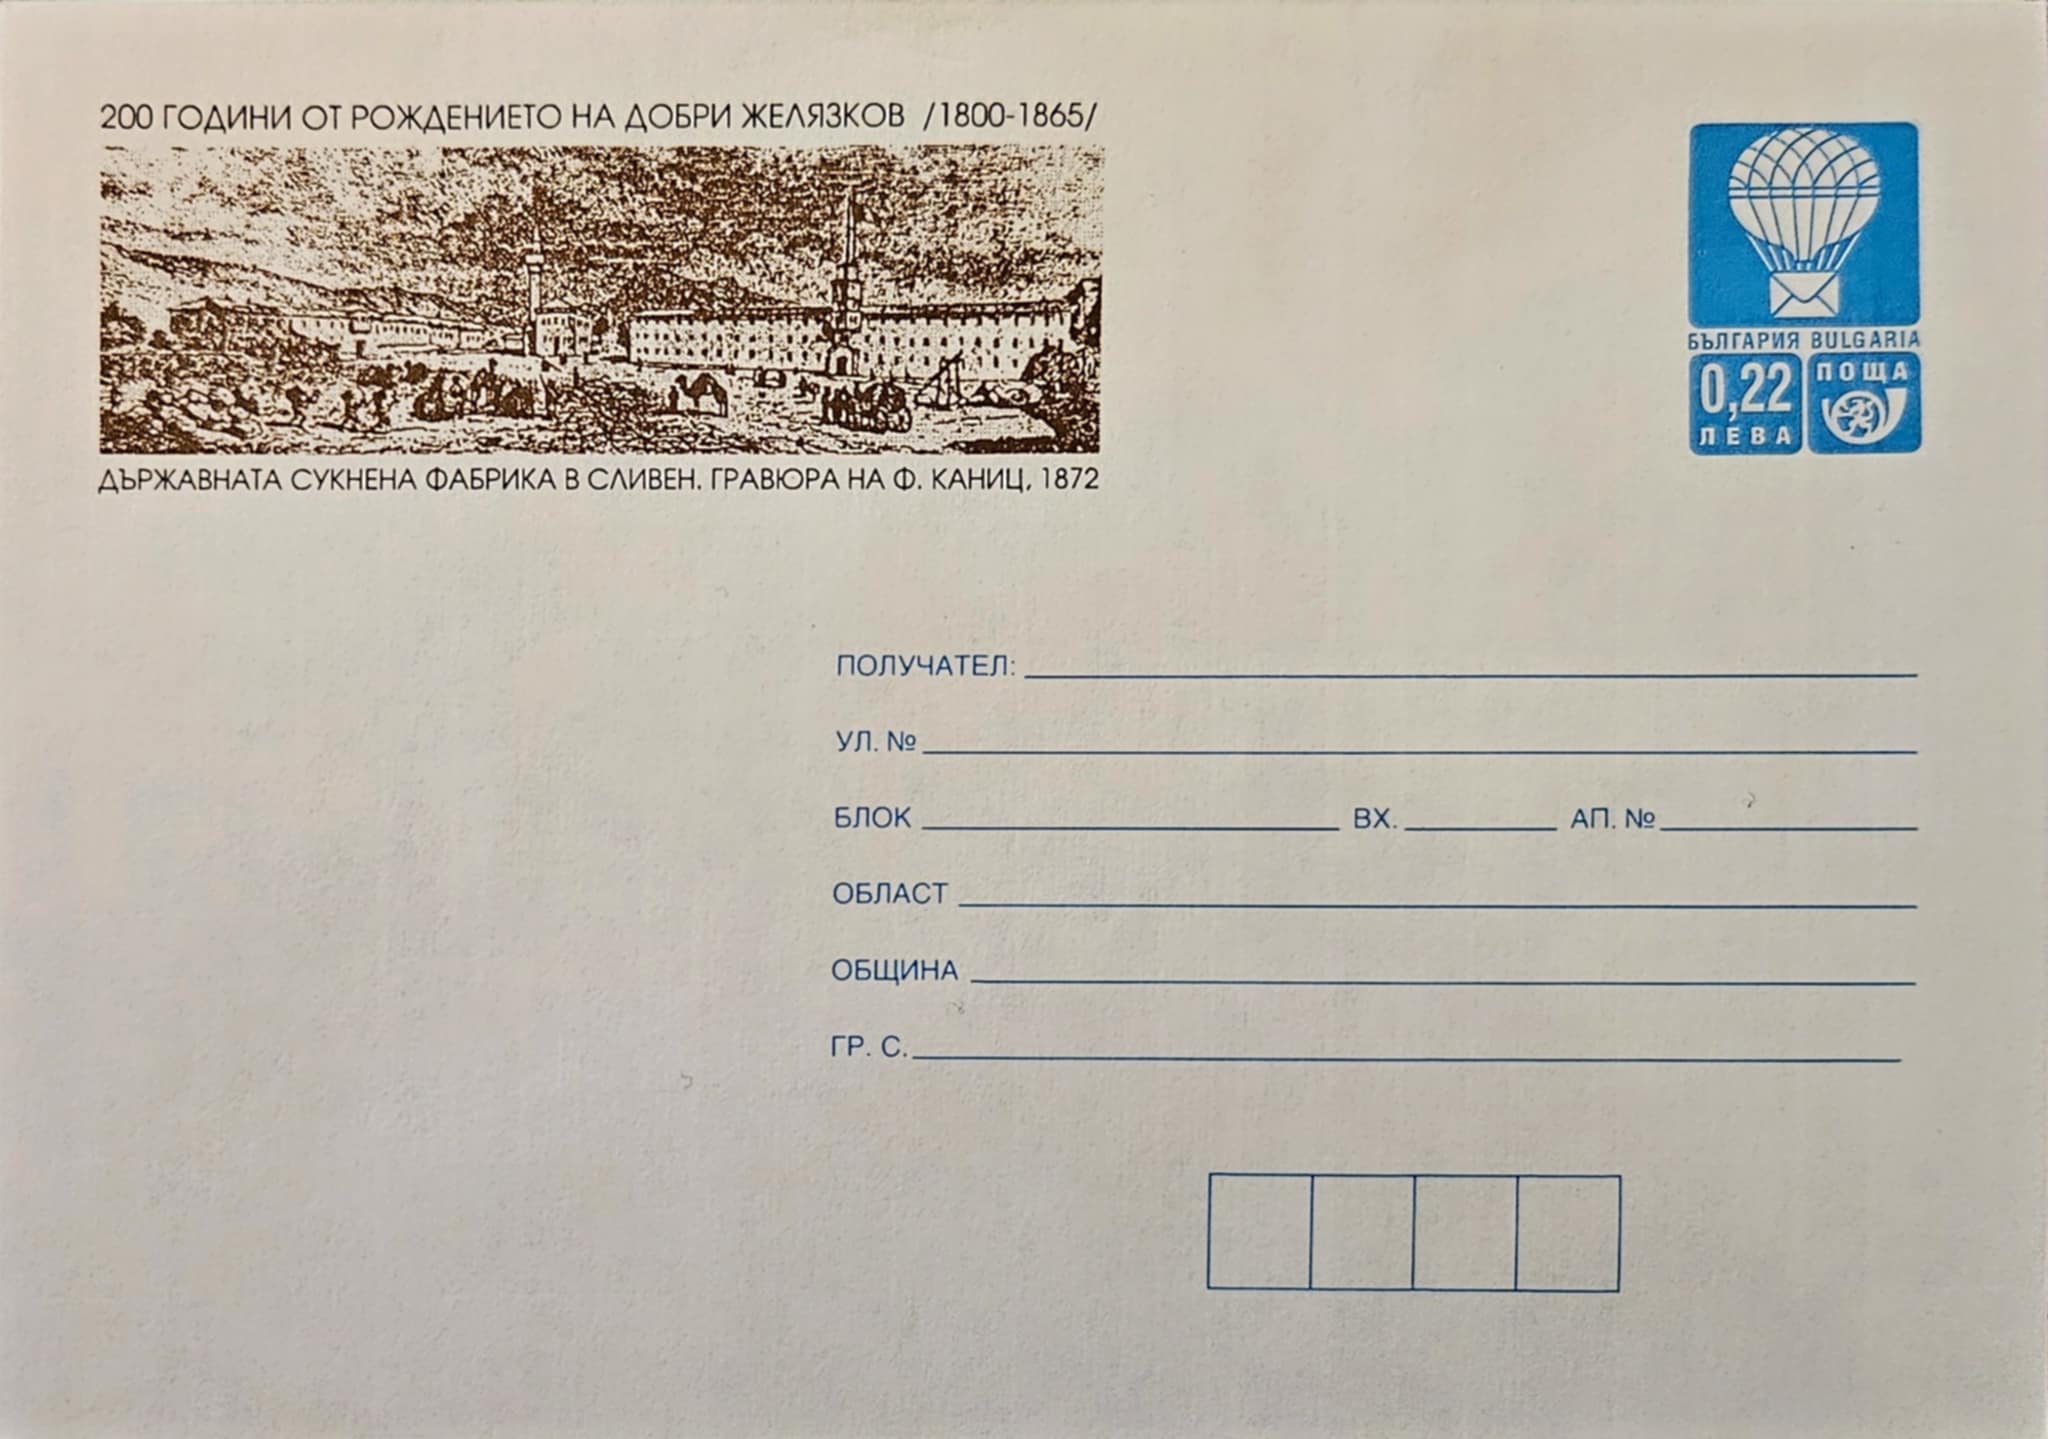 200 ГОДИНИ ОТ РОЖДЕНИЕТО НА ДОБРИ ЖЕЛЯЗКОВ /1800-1865/
ДЪРЖАВНАТА СУКНЕНА ФАБРИКА В СЛИВЕН. ГРАВЮРА НА Ф. КАНИЦ, 1872
БЪЛГАРИЯ BULGARIA
0,22 ЛЕВА
ПОЩА
ПОЛУЧАТЕЛ:
УЛ. №
БЛОК ВХ. АП. №
ОБЛАСТ
ОБЩИНА
ГР. С.